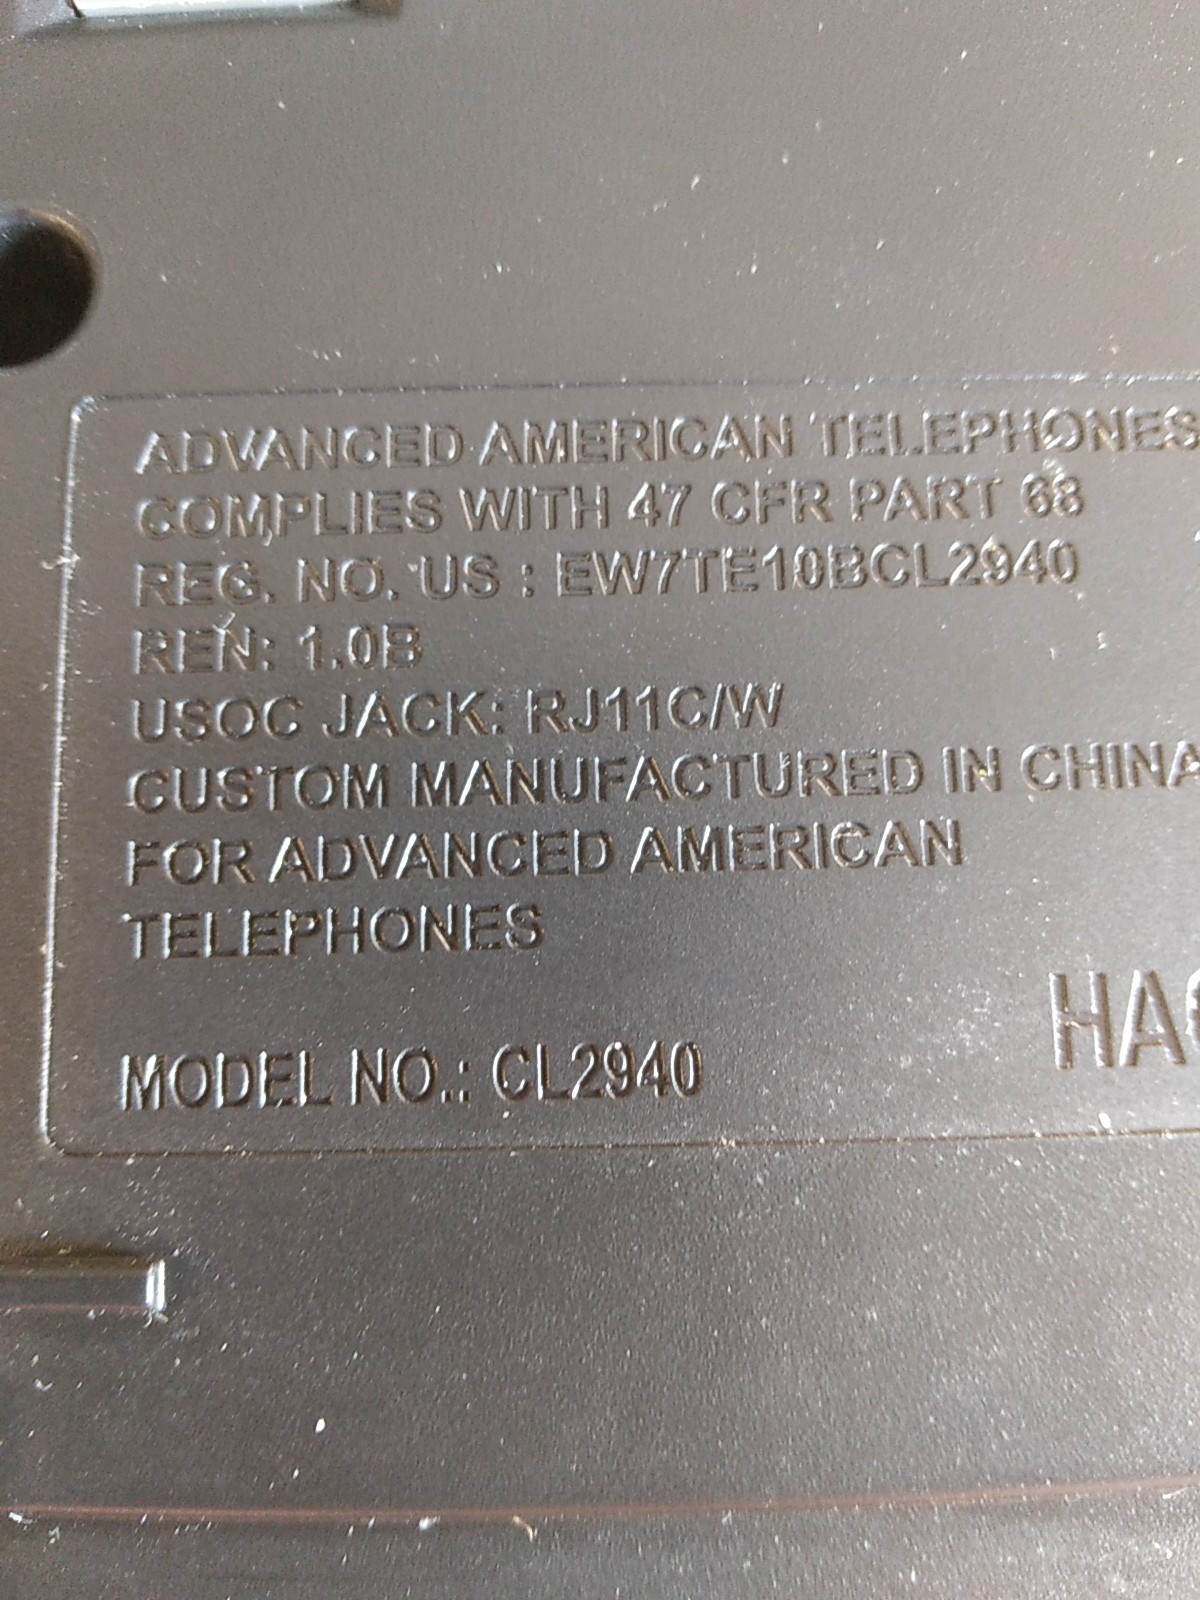 ADVANCED AMERICAN TELEPHONES
COMPLIES WITH 47 CFR PART 68
REG. NO. US : EW7TE10BCL2940
REN: 1.0B
USOC JACK: RJ11C/W
CUSTOM MANUFACTURED IN CHINA
FOR ADVANCED AMERICAN
TELEPHONES
HAC
MODEL NO.: CL2940